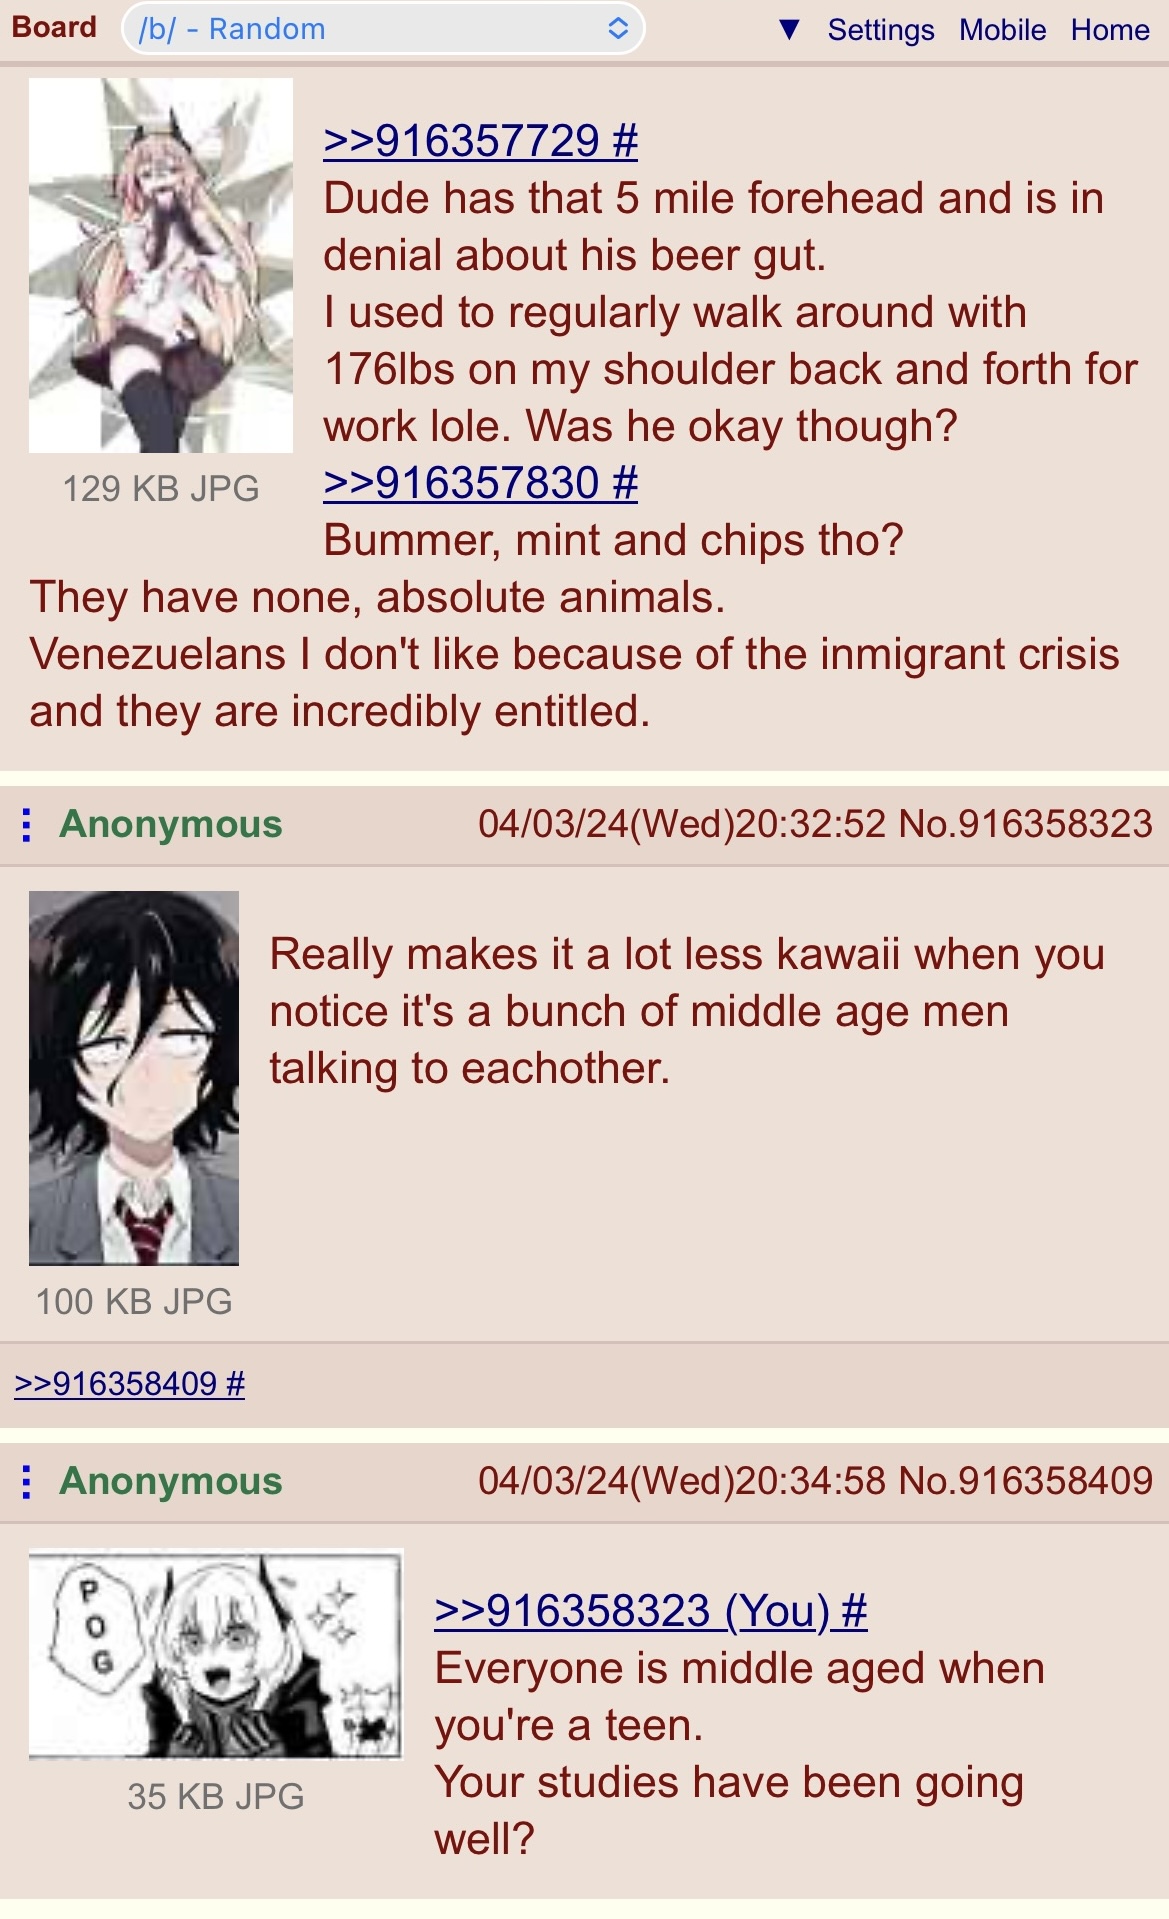 Board /b/ - Random ▼ Settings Mobile Home
>>916357729 #
Dude has that 5 mile forehead and is in
denial about his beer gut.
I used to regularly walk around with
176lbs on my shoulder back and forth for
work lole. Was he okay though?
129 KB JPG
>>916357830 #
Bummer, mint and chips tho?
They have none, absolute animals.
Venezuelans I don't like because of the inmigrant crisis
and they are incredibly entitled.
Anonymous 04/03/24(Wed)20:32:52 No.916358323
Really makes it a lot less kawaii when you
notice it's a bunch of middle age men
talking to eachother.
100 KB JPG
>>916358409 #
Anonymous 04/03/24(Wed)20:34:58 No.916358409
POG
>>916358323 (You) #
Everyone is middle aged when
you're a teen.
Your studies have been going
well?
35 KB JPG